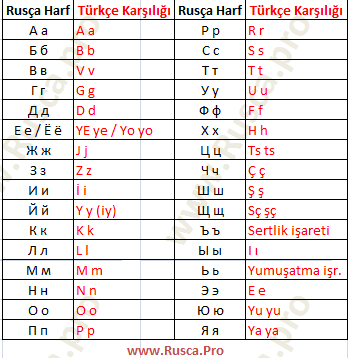 Rusça Harf Türkçe Karşılığı Rusça Harf Türkçe Karşılığı
А а A a Р р R r
Б б B b С с S s
В в V v Т т T t
Г г G g У у U u
Д д D d Ф ф F f
Е е / Ё ё YE ye / Yo yo Х х H h
Ж ж J j Ц ц Ts ts
З з Z z Ч ч Ç ç
И и İ i Ш ш Ş ş
Й й Y y (iy) Щ щ Sç şç
К к K k Ъ ъ Sertlik işareti
Л л L l Ы ы I ı
М м M m Ь ь Yumuşatma işr.
Н н N n Э э E e
О о O o Ю ю Yu yu
П п P p Я я Ya ya
www.Rusca.Pro